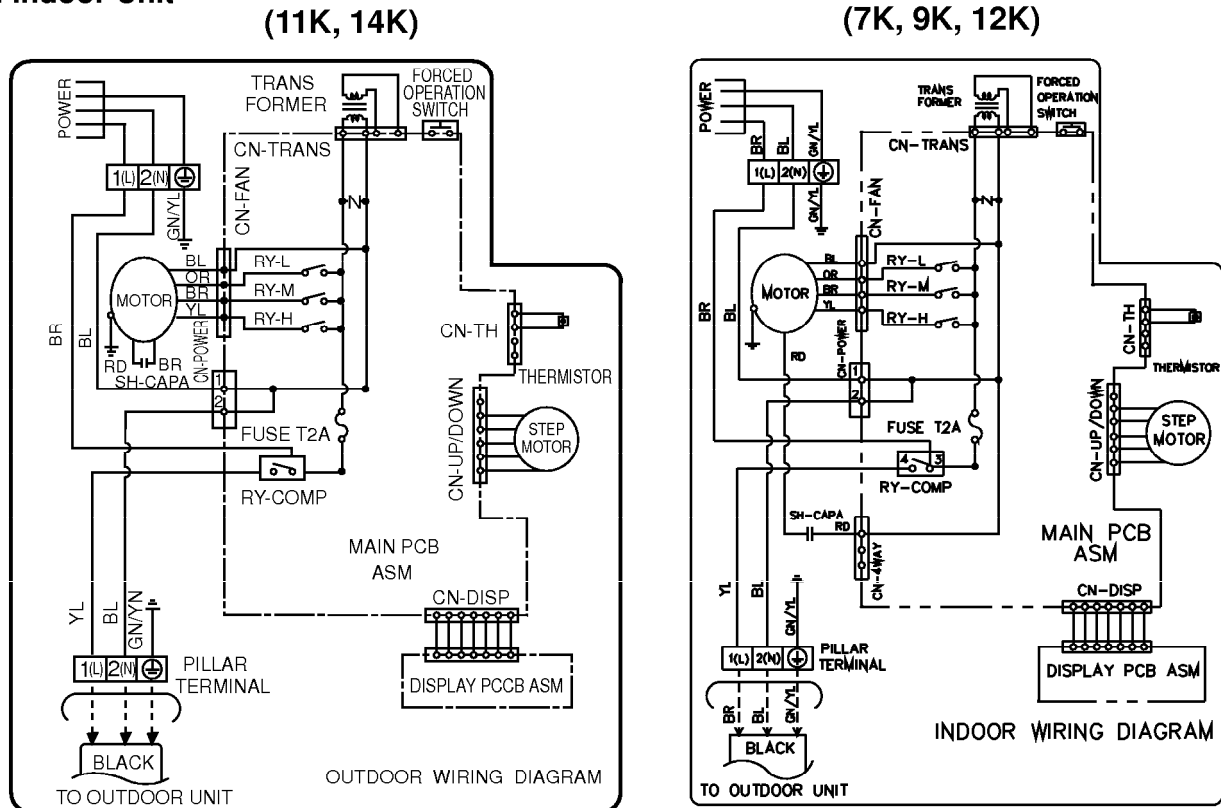 (11K, 14K)
POWER
TRANS
FORMER
FORCED
OPERATION
SWITCH
CN-TRANS
1(L) 2(N)
GN/YL
CN-FAN
N
BL
OR
BR
YL
RY-L
RY-M
RY-H
MOTOR
BR
BL
RD
BR
SH-CAPA
CN-POWER
1
2
CN-TH
THERMISTOR
CN-UP/DOWN
STEP
MOTOR
FUSE T2A
RY-COMP
MAIN PCB
ASM
CN-DISP
YL
BL
GN/YN
1(L) 2(N)
PILLAR
TERMINAL
DISPLAY PCCB ASM
BLACK
TO OUTDOOR UNIT
OUTDOOR WIRING DIAGRAM
(7K, 9K, 12K)
POWER
TRANS
FORMER
FORCED
OPERATION
SWITCH
BR
BL
GN/YL
CN-TRANS
1(L) 2(N)
GN/YL
CN-FAN
N
BL
OR
BR
YL
RY-L
RY-M
RY-H
MOTOR
BR
BL
RD
CN-POWER
1
2
CN-TH
THERMISTOR
CN-UP/DOWN
STEP
MOTOR
FUSE T2A
4 3
RY-COMP
SH-CAPA
RD
CN-4WAY
MAIN PCB
ASM
CN-DISP
YL
BL
GN/YL
1(L) 2(N)
PILLAR
TERMINAL
DISPLAY PCB ASM
BR
BL
GN/YL
BLACK
TO OUTDOOR UNIT
INDOOR WIRING DIAGRAM